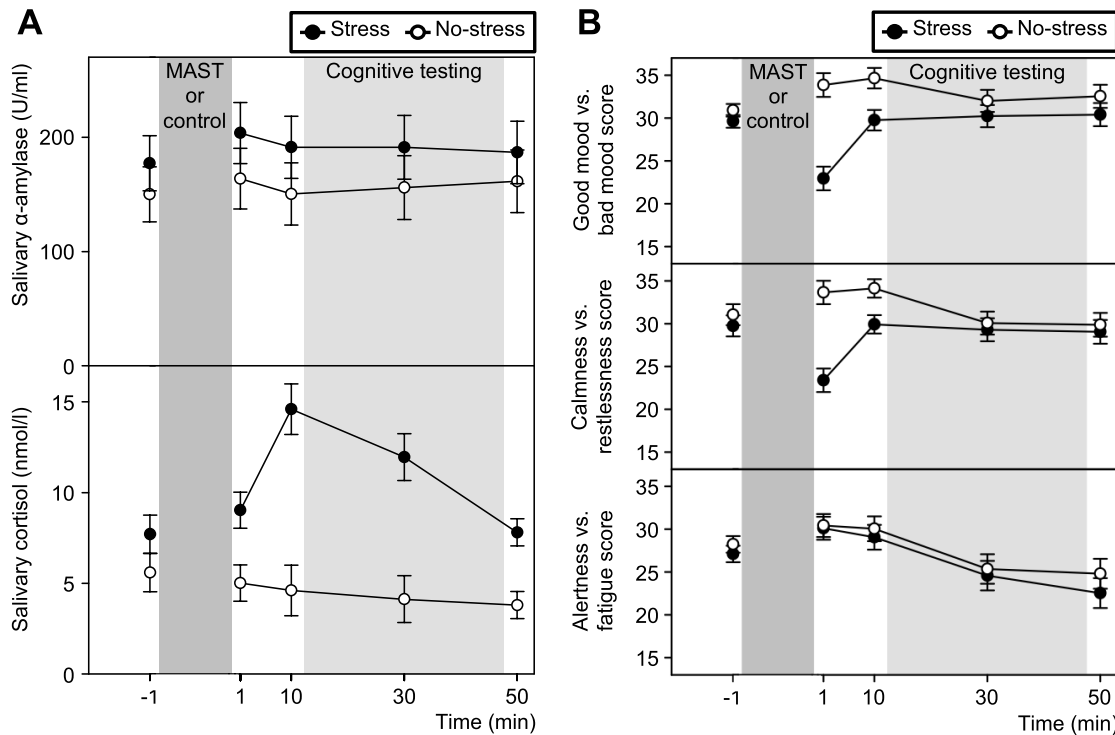 A
Stress No-stress
MAST
or
control
Cognitive testing
Salivary α-amylase (U/ml)
200
100
0
Salivary cortisol (nmol/l)
15
10
5
0
-1 1 10 30 50
Time (min)
B
Stress No-stress
MAST
or
control
Cognitive testing
Good mood vs.
bad mood score
35
30
25
20
15
Calmness vs.
restlessness score
35
30
25
20
15
Alertness vs.
fatigue score
30
25
20
15
-1 1 10 30 50
Time (min)